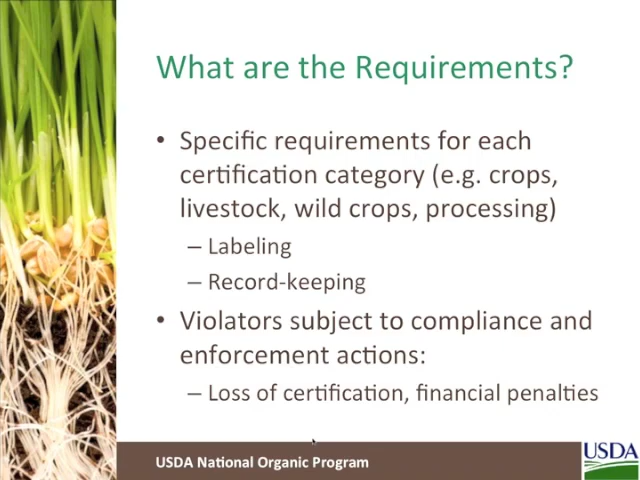 What are the Requirements?
• Specific requirements for each
certification category (e.g. crops,
livestock, wild crops, processing)
– Labeling
– Record-keeping
• Violators subject to compliance and
enforcement actions:
– Loss of certification, financial penalties
USDA National Organic Program
USDA